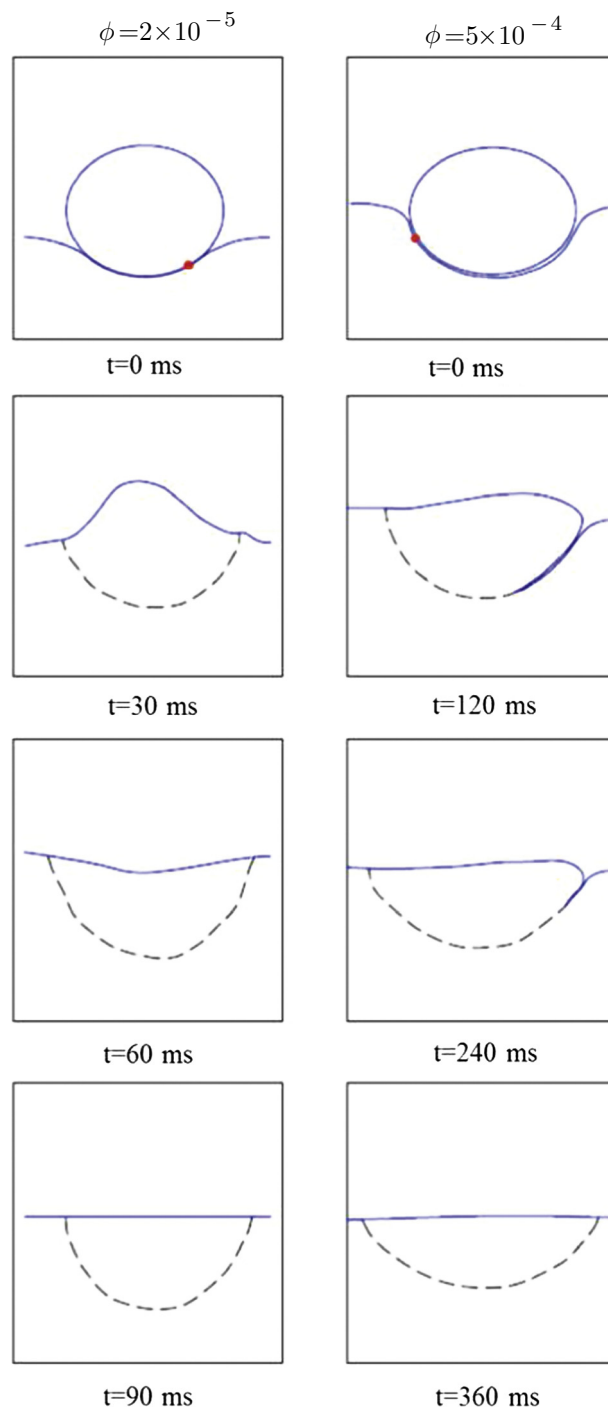 ϕ=2×10⁻⁵ ϕ=5×10⁻⁴
t=0 ms t=0 ms
t=30 ms t=120 ms
t=60 ms t=240 ms
t=90 ms t=360 ms